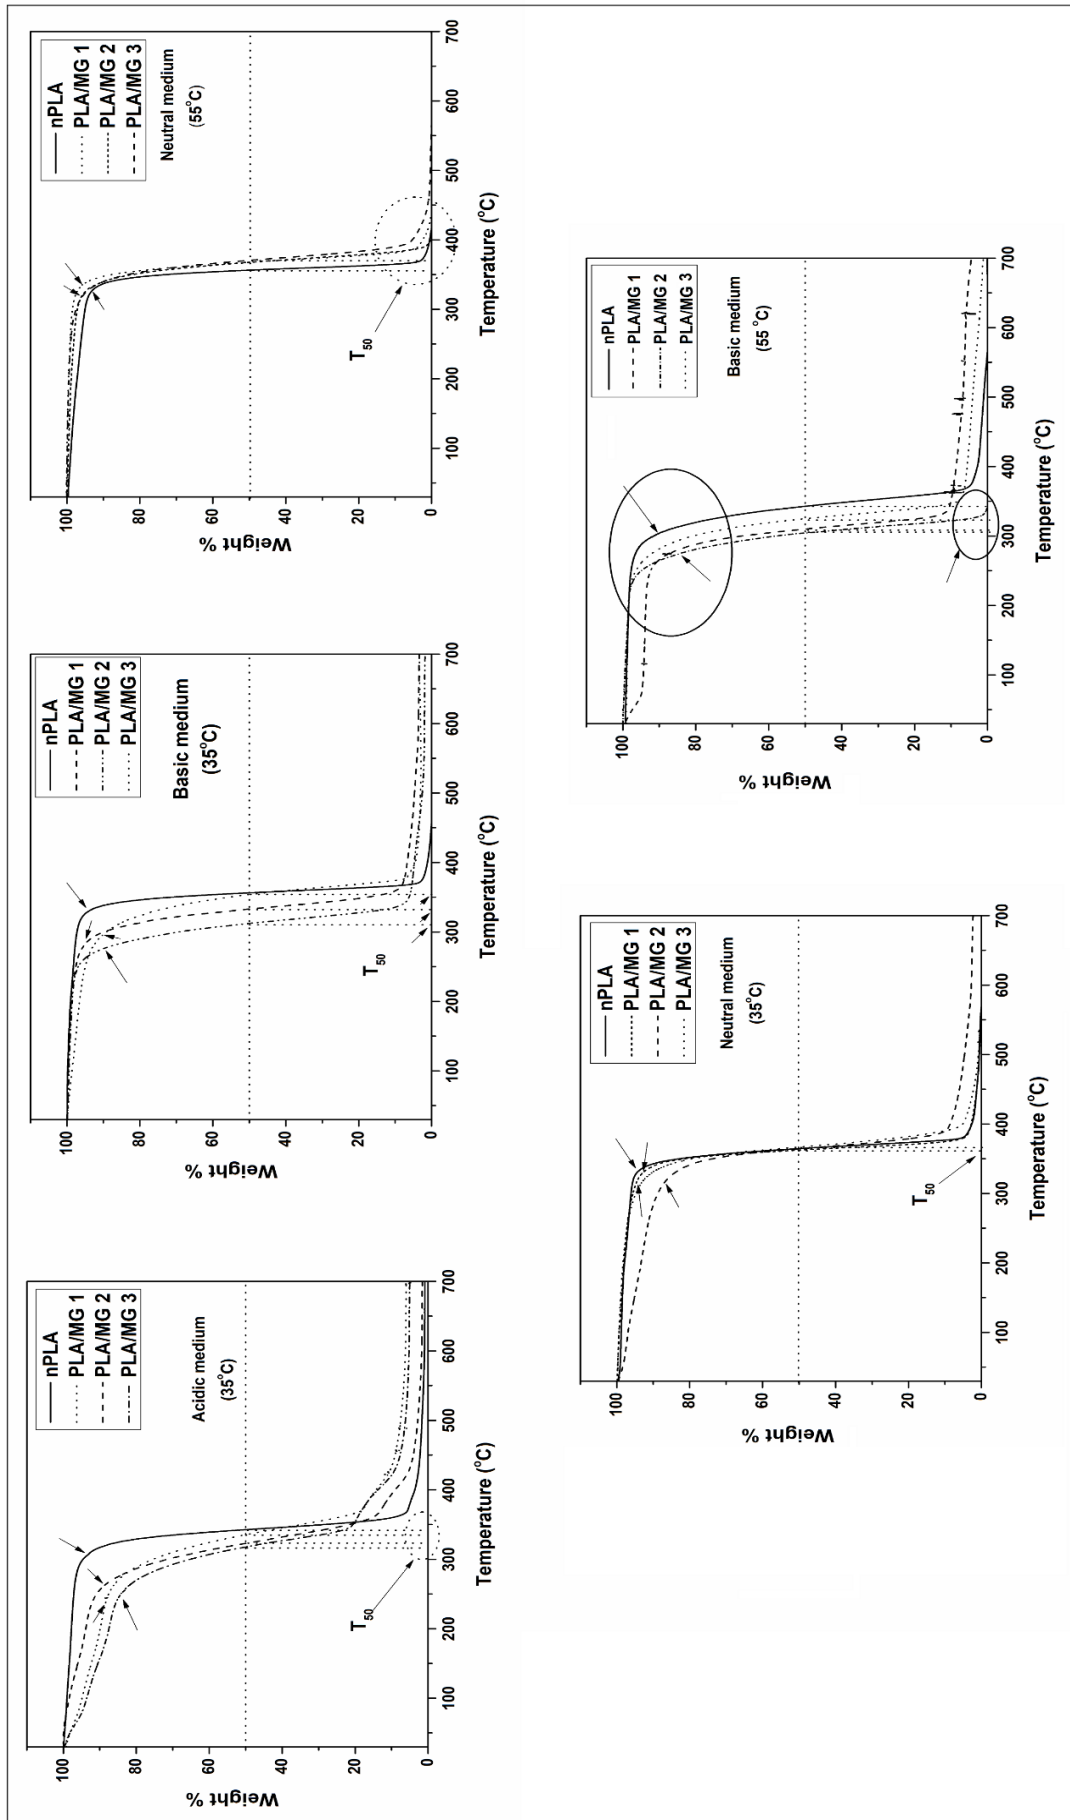 nPLA
PLA/MG 1
PLA/MG 2
PLA/MG 3
Acidic medium
(35°C)
Weight %
100
80
60
40
20
0
T50
100 200 300 400 500 600 700
Temperature (°C)
nPLA
PLA/MG 1
PLA/MG 2
PLA/MG 3
Basic medium
(35°C)
Weight %
100
80
60
40
20
0
T50
100 200 300 400 500 600 700
Temperature (°C)
nPLA
PLA/MG 1
PLA/MG 2
PLA/MG 3
Neutral medium
(55°C)
Weight %
100
80
60
40
20
0
T50
100 200 300 400 500 600 700
Temperature (°C)
nPLA
PLA/MG 1
PLA/MG 2
PLA/MG 3
Neutral medium
(35°C)
Weight %
100
80
60
40
20
0
T50
100 200 300 400 500 600 700
Temperature (°C)
nPLA
PLA/MG 1
PLA/MG 2
PLA/MG 3
Basic medium
(55 °C)
Weight %
100
80
60
40
20
0
100 200 300 400 500 600 700
Temperature (°C)